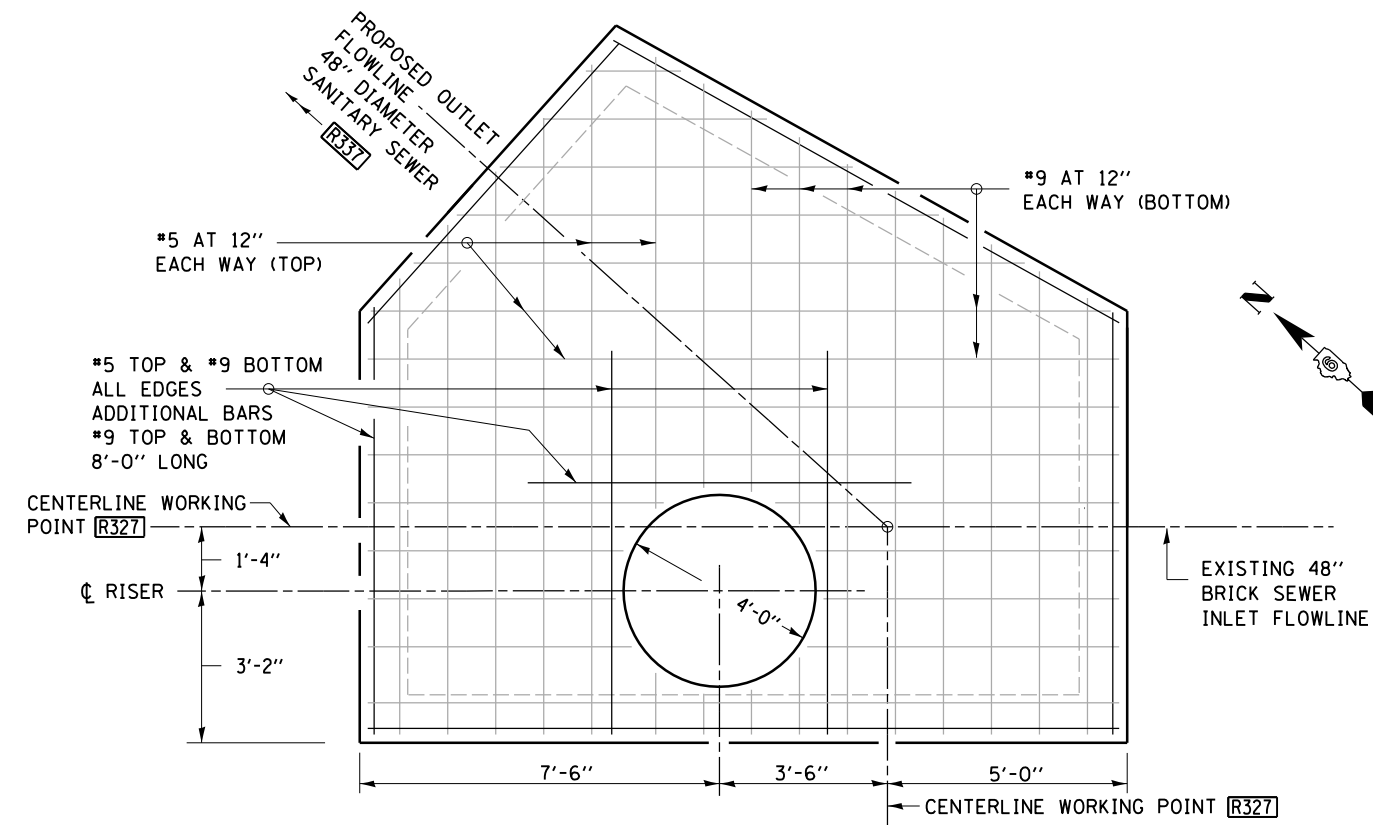 PROPOSED OUTLET
FLOWLINE
48" DIAMETER
SANITARY SEWER
R337
#9 AT 12"
EACH WAY (BOTTOM)
#5 AT 12"
EACH WAY (TOP)
N
6
#5 TOP & #9 BOTTOM
ALL EDGES
ADDITIONAL BARS
#9 TOP & BOTTOM
8'-0" LONG
CENTERLINE WORKING
POINT R327
1'-4"
℄ RISER
4'-0"
EXISTING 48"
BRICK SEWER
INLET FLOWLINE
3'-2"
7'-6"
3'-6"
5'-0"
CENTERLINE WORKING POINT R327